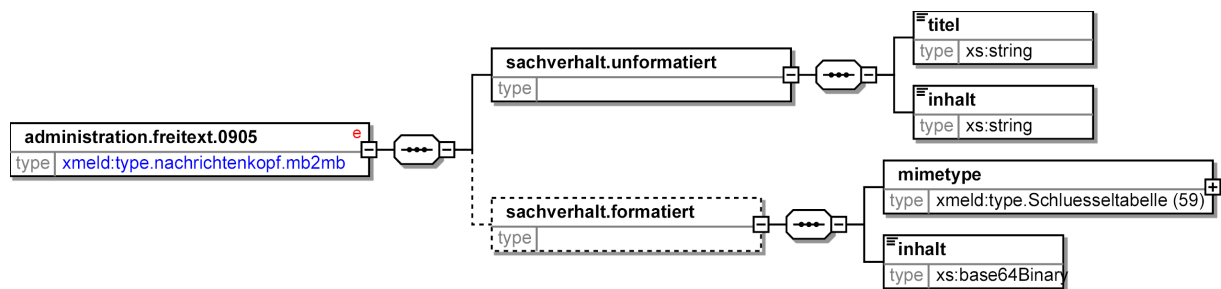 titel
type xs:string
sachverhalt.unformatiert
type
inhalt
type xs:string
administration.freitext.0905 e
type xmeld:type.nachrichtenkopf.mb2mb
mimetype
type xmeld:type.Schluesseltabelle (59)
sachverhalt.formatiert
type
inhalt
type xs:base64Binary